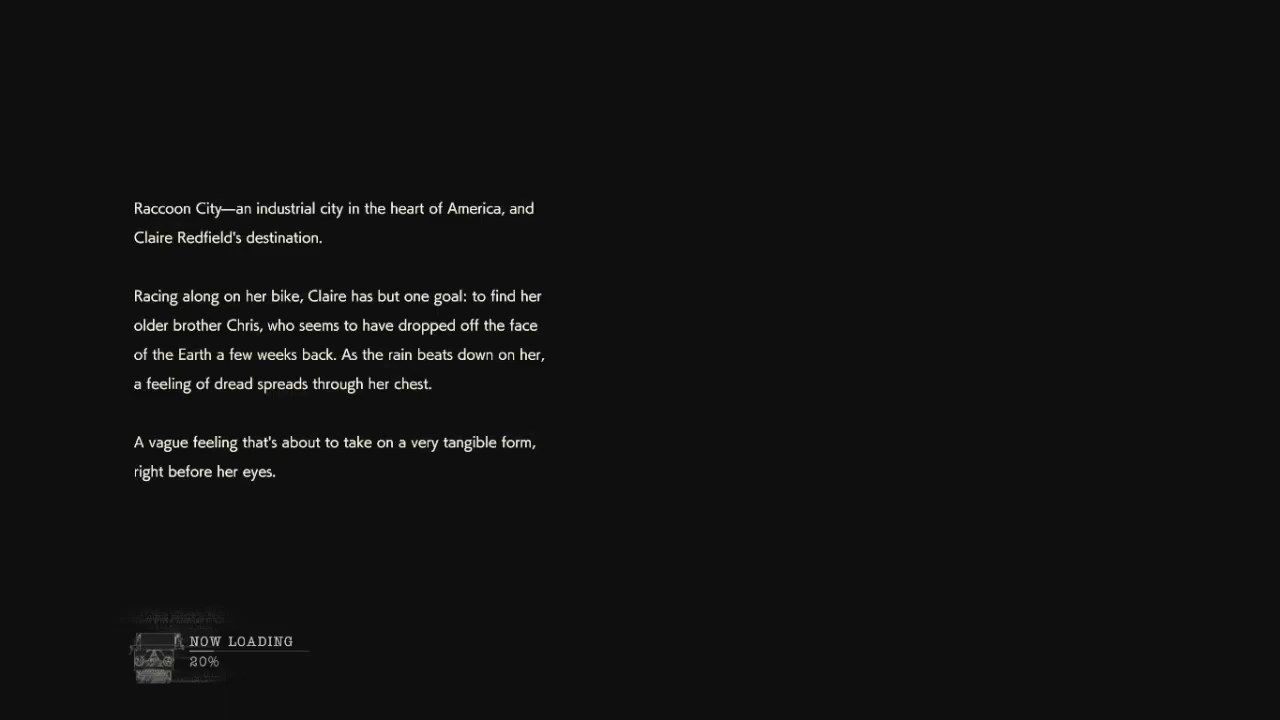 Raccoon City—an industrial city in the heart of America, and
Claire Redfield's destination.
Racing along on her bike, Claire has but one goal: to find her
older brother Chris, who seems to have dropped off the face
of the Earth a few weeks back. As the rain beats down on her,
a feeling of dread spreads through her chest.
A vague feeling that's about to take on a very tangible form,
right before her eyes.
NOW LOADING
20%